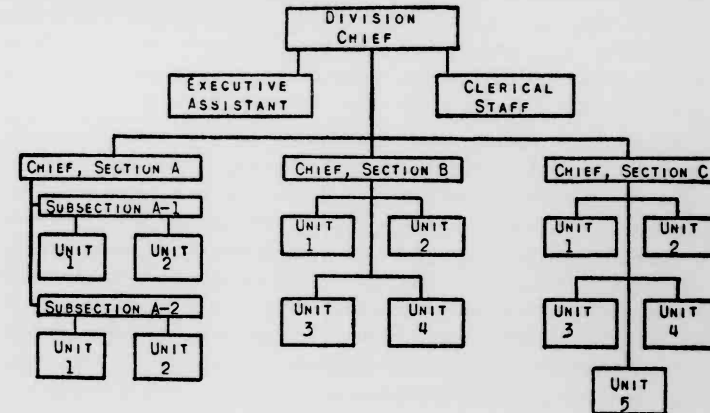 DIVISION
CHIEF
EXECUTIVE
ASSISTANT
CLERICAL
STAFF
CHIEF, SECTION A
CHIEF, SECTION B
CHIEF, SECTION C
SUBSECTION A-1
UNIT
1
UNIT
2
SUBSECTION A-2
UNIT
1
UNIT
2
UNIT
1
UNIT
2
UNIT
3
UNIT
4
UNIT
1
UNIT
2
UNIT
3
UNIT
4
UNIT
5